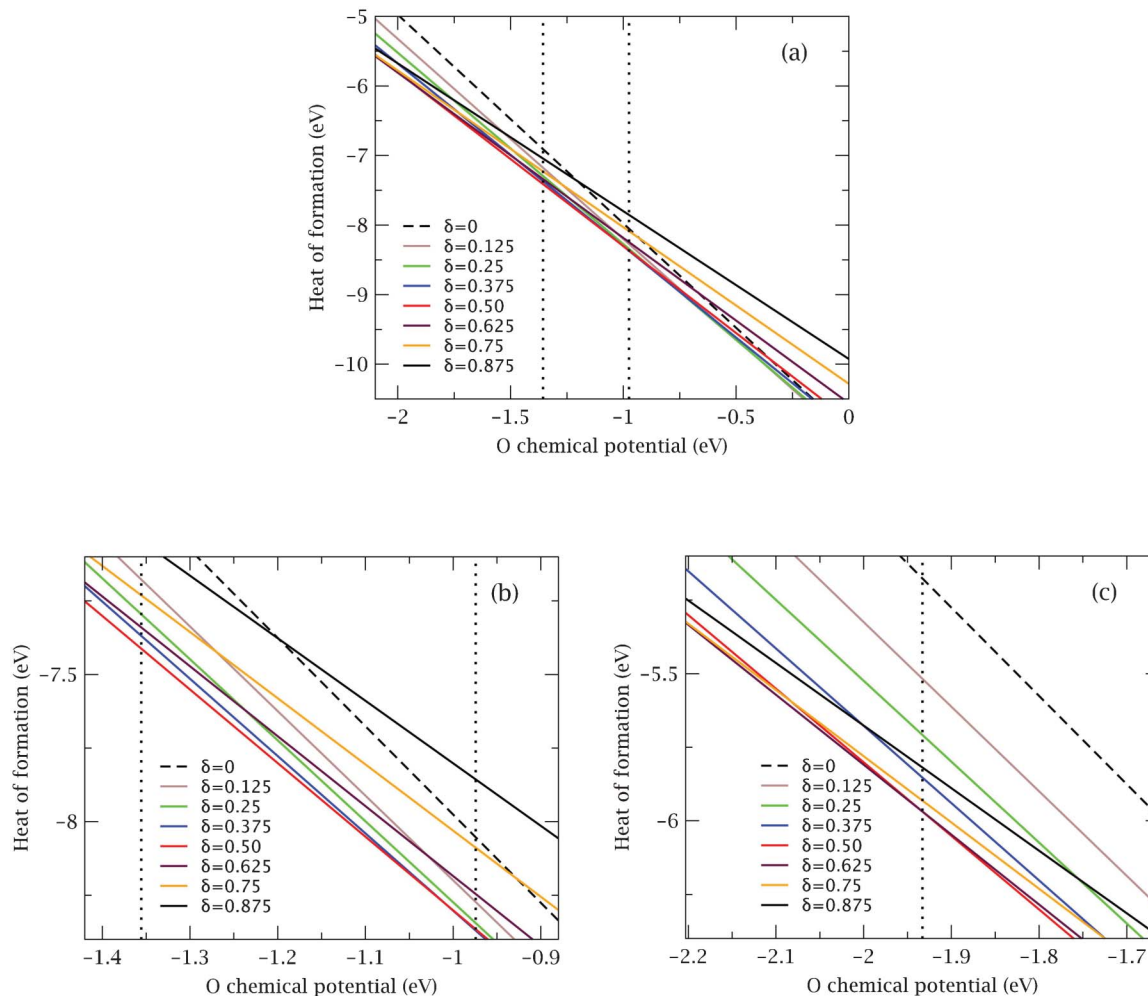 (a)
Heat of formation (eV)
−5
−6
−7
−8
−9
−10
δ=0
δ=0.125
δ=0.25
δ=0.375
δ=0.50
δ=0.625
δ=0.75
δ=0.875
−2
−1.5
−1
−0.5
0
O chemical potential (eV)
(b)
Heat of formation (eV)
−7.5
−8
δ=0
δ=0.125
δ=0.25
δ=0.375
δ=0.50
δ=0.625
δ=0.75
δ=0.875
−1.4
−1.3
−1.2
−1.1
−1
−0.9
O chemical potential (eV)
(c)
Heat of formation (eV)
−5.5
−6
δ=0
δ=0.125
δ=0.25
δ=0.375
δ=0.50
δ=0.625
δ=0.75
δ=0.875
−2.2
−2.1
−2
−1.9
−1.8
−1.7
O chemical potential (eV)